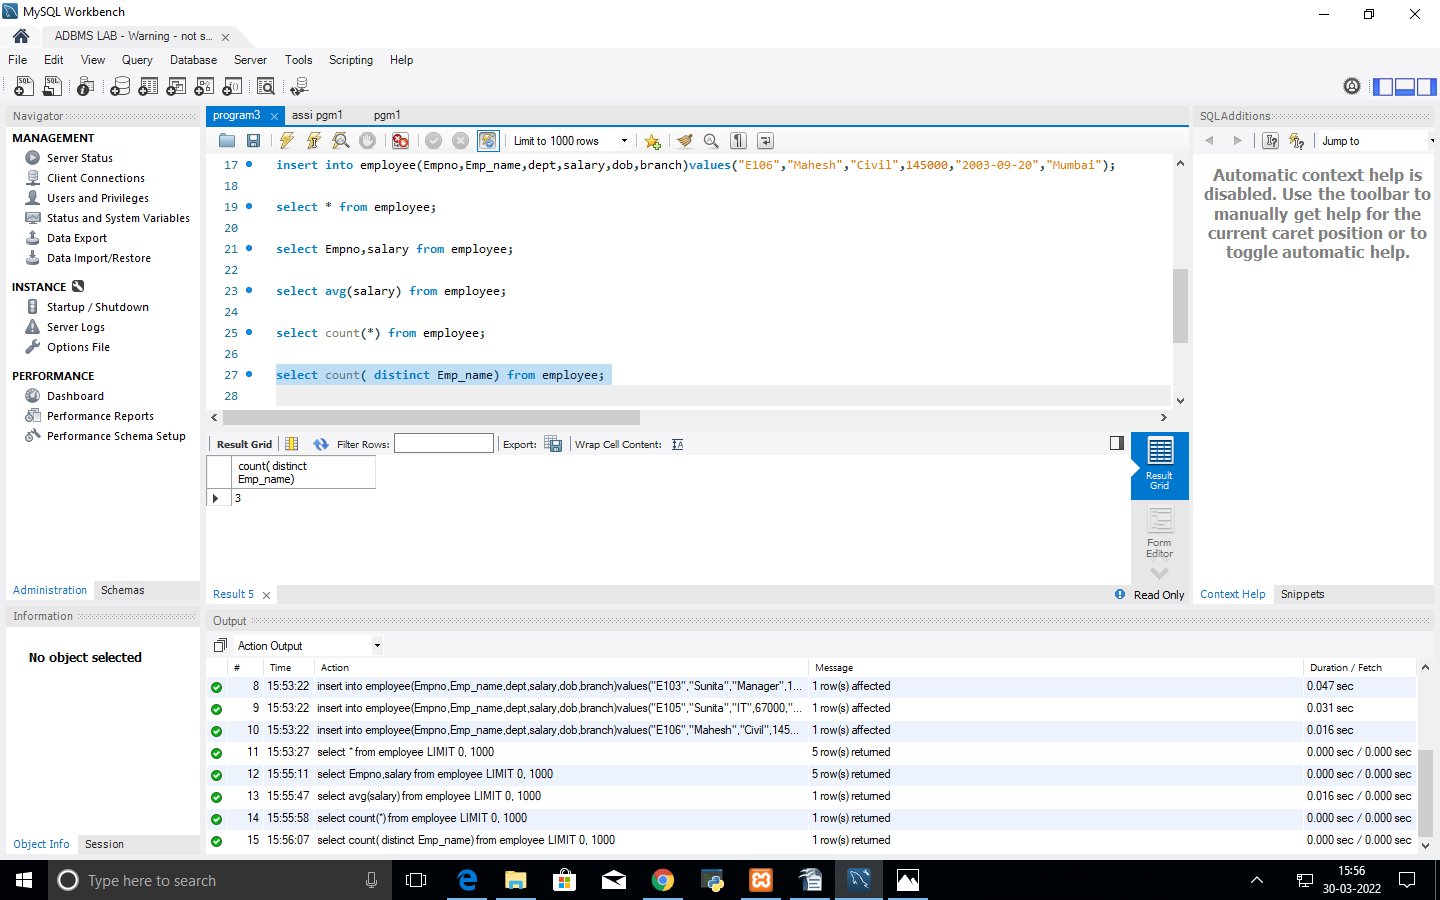 MySQL Workbench
ADBMS LAB - Warning - not s...
File Edit View Query Database Server Tools Scripting Help
Navigator
MANAGEMENT
Server Status
Client Connections
Users and Privileges
Status and System Variables
Data Export
Data Import/Restore
INSTANCE
Startup / Shutdown
Server Logs
Options File
PERFORMANCE
Dashboard
Performance Reports
Performance Schema Setup
Administration Schemas
Information
No object selected
Object Info Session
program3 assi pgm1 pgm1
Limit to 1000 rows
17 insert into employee(Empno,Emp_name,dept,salary,dob,branch)values("E106","Mahesh","Civil",145000,"2003-09-20","Mumbai");
18
19 select * from employee;
20
21 select Empno,salary from employee;
22
23 select avg(salary) from employee;
24
25 select count(*) from employee;
26
27 select count( distinct Emp_name) from employee;
28
Result Grid Filter Rows: Export: Wrap Cell Content:
count( distinct
Emp_name)
3
Result
Grid
Form
Editor
Result 5 Read Only
SQLAdditions
Jump to
Automatic context help is
disabled. Use the toolbar to
manually get help for the
current caret position or to
toggle automatic help.
Context Help Snippets
Output
Action Output
# Time Action Message Duration / Fetch
8 15:53:22 insert into employee(Empno,Emp_name,dept,salary,dob,branch)values("E103","Sunita","Manager",1... 1 row(s) affected 0.047 sec
9 15:53:22 insert into employee(Empno,Emp_name,dept,salary,dob,branch)values("E105","Sunita","IT",67000,"... 1 row(s) affected 0.031 sec
10 15:53:22 insert into employee(Empno,Emp_name,dept,salary,dob,branch)values("E106","Mahesh","Civil",145... 1 row(s) affected 0.016 sec
11 15:53:27 select * from employee LIMIT 0, 1000 5 row(s) returned 0.000 sec / 0.000 sec
12 15:55:11 select Empno,salary from employee LIMIT 0, 1000 5 row(s) returned 0.000 sec / 0.000 sec
13 15:55:47 select avg(salary) from employee LIMIT 0, 1000 1 row(s) returned 0.016 sec / 0.000 sec
14 15:55:58 select count(*) from employee LIMIT 0, 1000 1 row(s) returned 0.000 sec / 0.000 sec
15 15:56:07 select count( distinct Emp_name) from employee LIMIT 0, 1000 1 row(s) returned 0.000 sec / 0.000 sec
Type here to search
15:56
30-03-2022